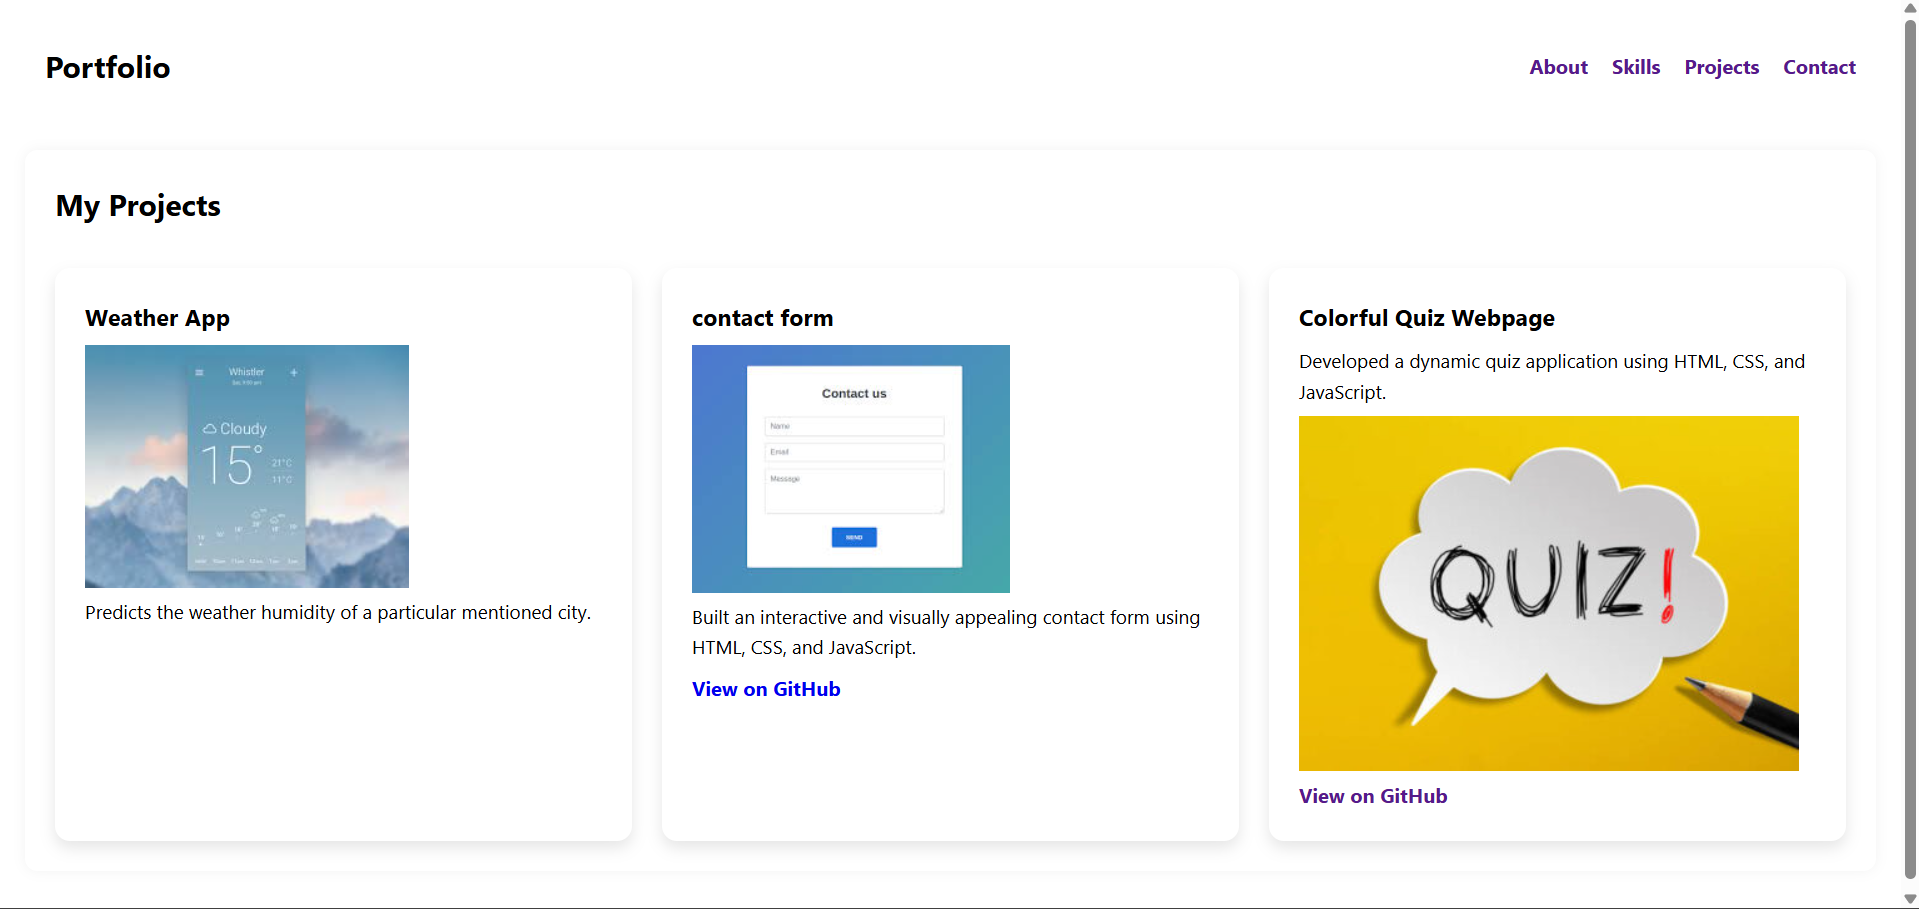 Portfolio
About Skills Projects Contact
My Projects
Weather App
Whistler
Cloudy
15°
21°C
11°C
Predicts the weather humidity of a particular mentioned city.
contact form
Contact us
Name
Email
Message
SEND
Built an interactive and visually appealing contact form using
HTML, CSS, and JavaScript.
View on GitHub
Colorful Quiz Webpage
Developed a dynamic quiz application using HTML, CSS, and
JavaScript.
QUIZ!
View on GitHub